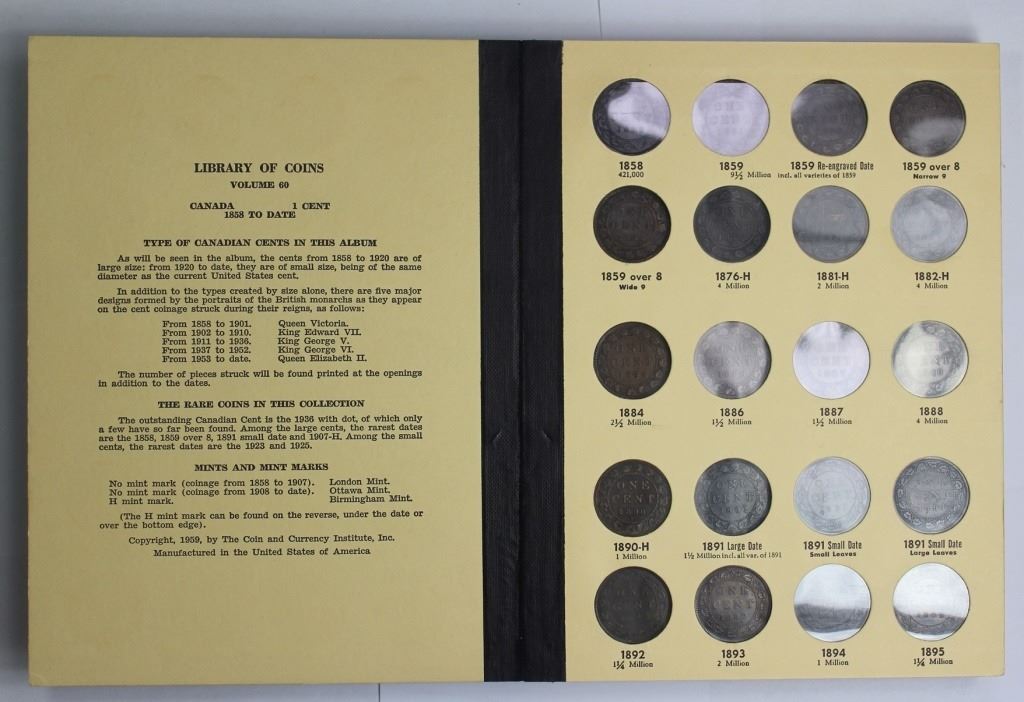 LIBRARY OF COINS
VOLUME 60
CANADA 1 CENT
1858 TO DATE
TYPE OF CANADIAN CENTS IN THIS ALBUM
As will be seen in the album, the cents from 1858 to 1920 are of
large size; from 1920 to date, they are of small size, being of the same
diameter as the current United States cent.
In addition to the types created by size alone, there are five major
designs formed by the portraits of the British monarchs as they appear
on the cent coinage struck during their reigns, as follows:
From 1858 to 1901. Queen Victoria.
From 1902 to 1910. King Edward VII.
From 1911 to 1936. King George V.
From 1937 to 1952. King George VI.
From 1953 to date. Queen Elizabeth II.
The number of pieces struck will be found printed at the openings
in addition to the dates.
THE RARE COINS IN THIS COLLECTION
The outstanding Canadian Cent is the 1936 with dot, of which only
a few have so far been found. Among the large cents, the rarest dates
are the 1858, 1859 over 8, 1891 small date and 1907-H. Among the small
cents, the rarest dates are the 1923 and 1925.
MINTS AND MINT MARKS
No mint mark (coinage from 1858 to 1907). London Mint.
No mint mark (coinage from 1908 to date). Ottawa Mint.
H mint mark. Birmingham Mint.
(The H mint mark can be found on the reverse, under the date or
over the bottom edge).
Copyright, 1959, by The Coin and Currency Institute, Inc.
Manufactured in the United States of America
1858 1859 1859 Re-engraved Date 1859 over 8
421,000 9½ Million incl. all varieties of 1859 Narrow 9
1859 over 8 1876-H 1881-H 1882-H
Wide 9 4 Million 2 Million 4 Million
1884 1886 1887 1888
2½ Million 1½ Million 1½ Million 4 Million
ONE
CENT
ONE
CENT
1890-H 1891 Large Date 1891 Small Date 1891 Small Date
1 Million 1½ Million incl. all var. of 1891 Small Leaves Large Leaves
ONE
CENT
1892 1893 1894 1895
1¼ Million 2 Million 1 Million 1¼ Million